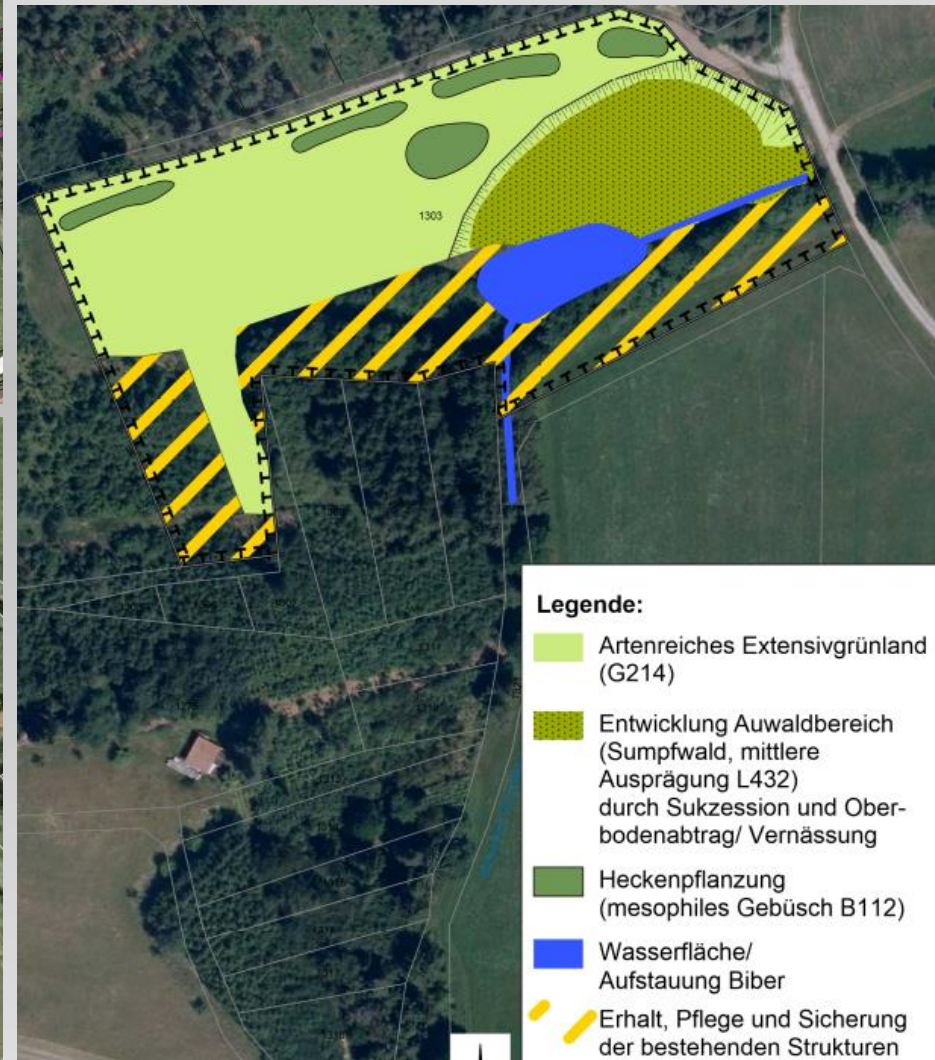 1303
Legende:
Artenreiches Extensivgrünland
(G214)
Entwicklung Auwaldbereich
(Sumpfwald, mittlere
Ausprägung L432)
durch Sukzession und Ober-
bodenabtrag/ Vernässung
Heckenpflanzung
(mesophiles Gebüsch B112)
Wasserfläche/
Aufstauung Biber
Erhalt, Pflege und Sicherung
der bestehenden Strukturen